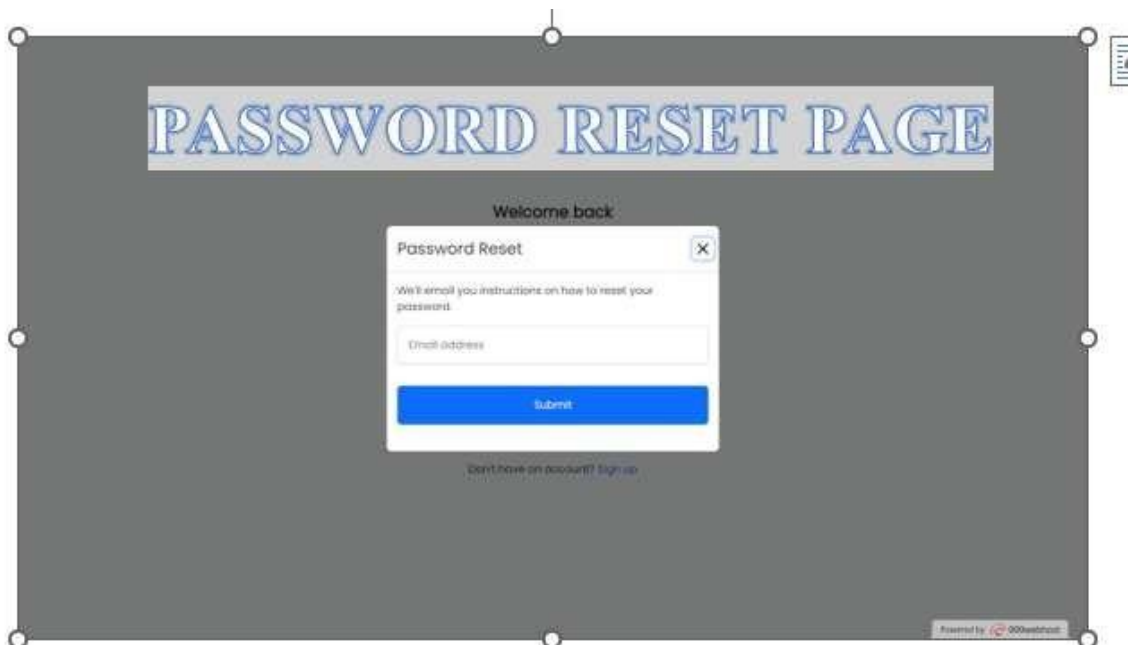 PASSWORD RESET PAGE
Welcome back
Password Reset
We'll email you instructions on how to reset your
password.
Email address
Submit
Don't have an account? Sign up
Powered by 000webhost